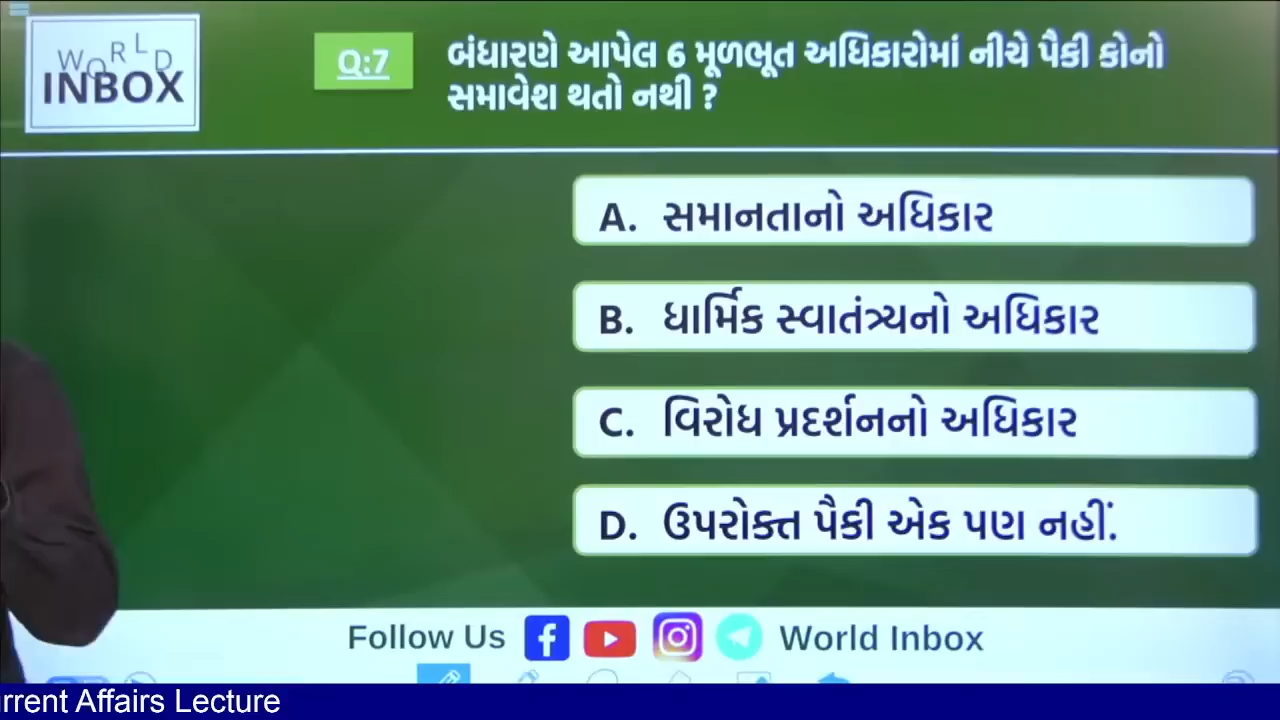 WORLD
INBOX
Q:7
બંધારણે આપેલ 6 મૂળભૂત અધિકારોમાં નીચે પૈકી કોનો
સમાવેશ થતો નથી ?
A. સમાનતાનો અધિકાર
B. ધાર્મિક સ્વાતંત્ર્યનો અધિકાર
C. વિરોધ પ્રદર્શનનો અધિકાર
D. ઉપરોક્ત પૈકી એક પણ નહીં.
Follow Us World Inbox
rrent Affairs Lecture